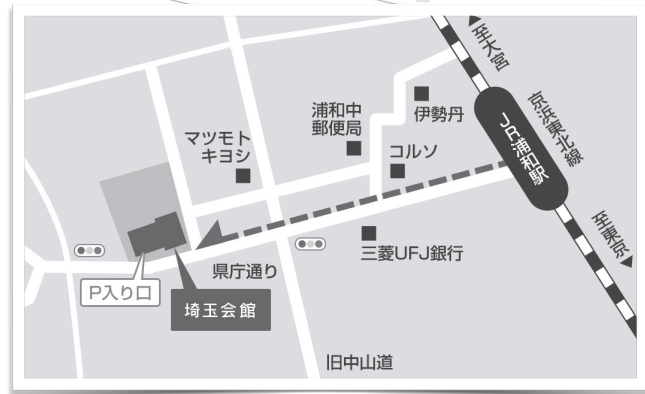 ▲至大宮
京浜東北線
JR浦和駅
至東京▼
伊勢丹
浦和中
郵便局
コルソ
マツモト
キヨシ
三菱UFJ銀行
県庁通り
P入り口
埼玉会館
旧中山道